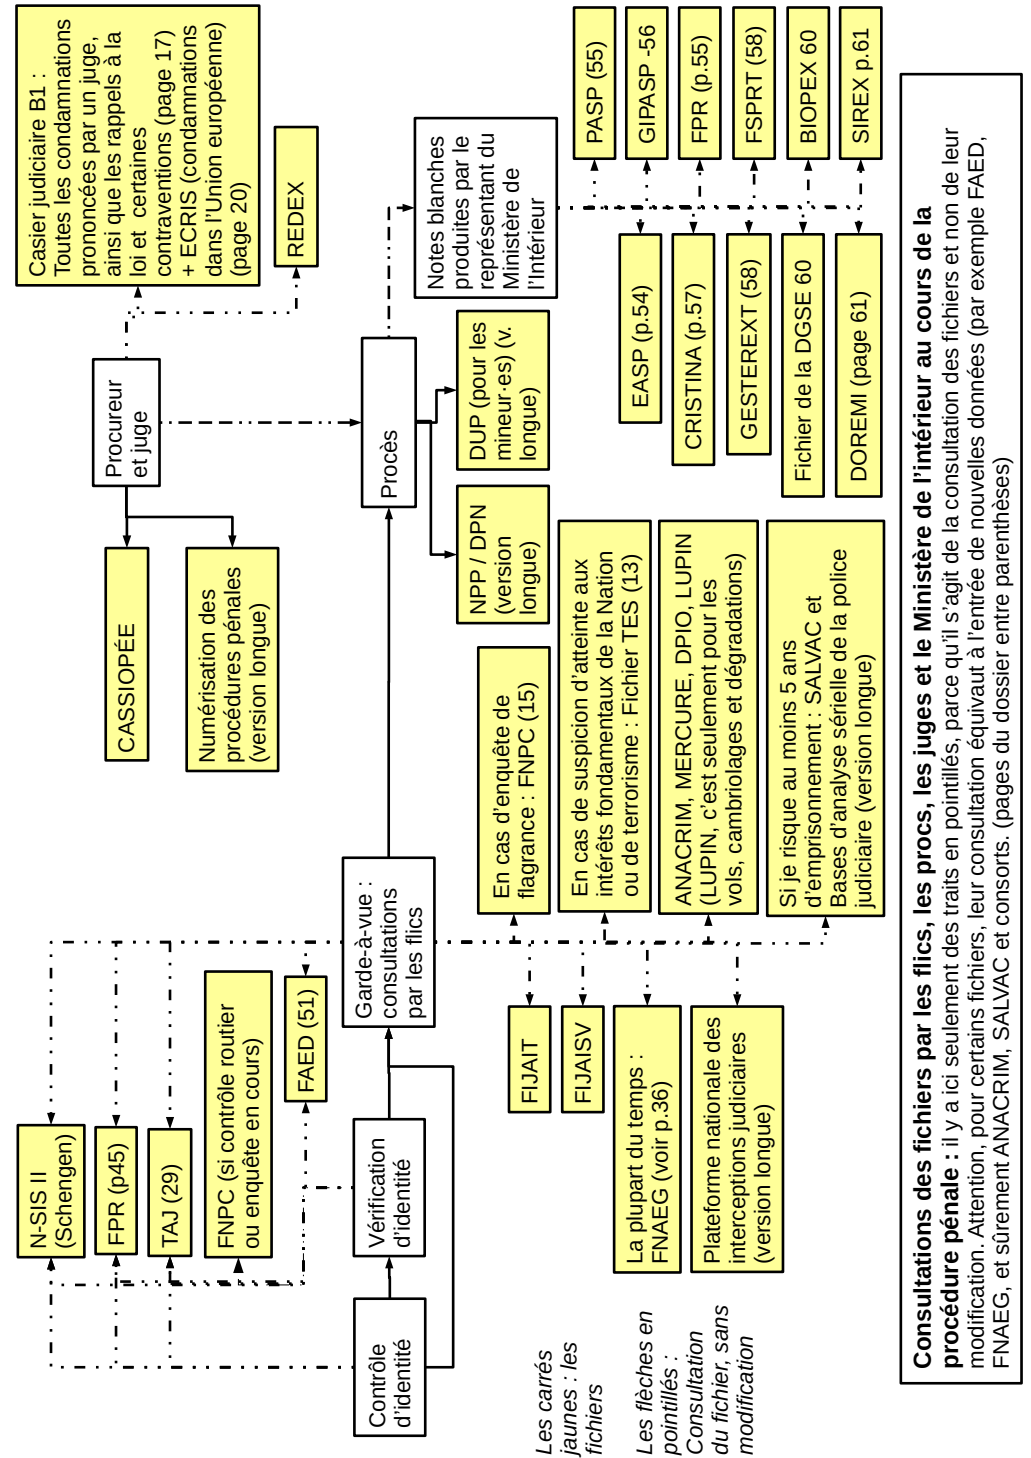 N-SIS II
(Schengen)
FPR (p45)
TAJ (29)
FNPC (si contrôle routier
ou enquête en cours)
FAED (51)
Contrôle
d'identité
Vérification
d'identité
Garde-à-vue :
consultations
par les flics
CASSIOPÉE
Numérisation des
procédures pénales
(version longue)
Procureur
et juge
Casier judiciaire B1 :
Toutes les condamnations
prononcées par un juge,
ainsi que les rappels à la
loi et certaines
contraventions (page 17)
+ ECRIS (condamnations
dans l'Union européenne)
(page 20)
REDEX
Procès
NPP / DPN
(version
longue)
DUP (pour les
mineur·es) (v.
longue)
Notes blanches
produites par le
représentant du
Ministère de
l'Intérieur
FIJAIT
FIJAISV
La plupart du temps :
FNAEG (voir p.36)
Plateforme nationale des
interceptions judiciaires
(version longue)
En cas d'enquête de
flagrance : FNPC (15)
En cas de suspicion d'atteinte aux
intérêts fondamentaux de la Nation
ou de terrorisme : Fichier TES (13)
ANACRIM, MERCURE, DPIO, LUPIN
(LUPIN, c'est seulement pour les
vols, cambriolages et dégradations)
Si je risque au moins 5 ans
d'emprisonnement : SALVAC et
Bases d'analyse sérielle de la police
judiciaire (version longue)
EASP (p.54)
CRISTINA (p.57)
GESTEREXT (58)
Fichier de la DGSE 60
DOREMI (page 61)
PASP (55)
GIPASP -56
FPR (p.55)
FSPRT (58)
BIOPEX 60
SIREX p.61
Les carrés
jaunes : les
fichiers
Les flèches en
pointillés :
Consultation
du fichier, sans
modification
Consultations des fichiers par les flics, les procs, les juges et le Ministère de l'intérieur au cours de la
procédure pénale : il y a ici seulement des traits en pointillés, parce qu'il s'agit de la consultation des fichiers et non de leur
modification. Attention, pour certains fichiers, leur consultation équivaut à l'entrée de nouvelles données (par exemple FAED,
FNAEG, et sûrement ANACRIM, SALVAC et consorts. (pages du dossier entre parenthèses)